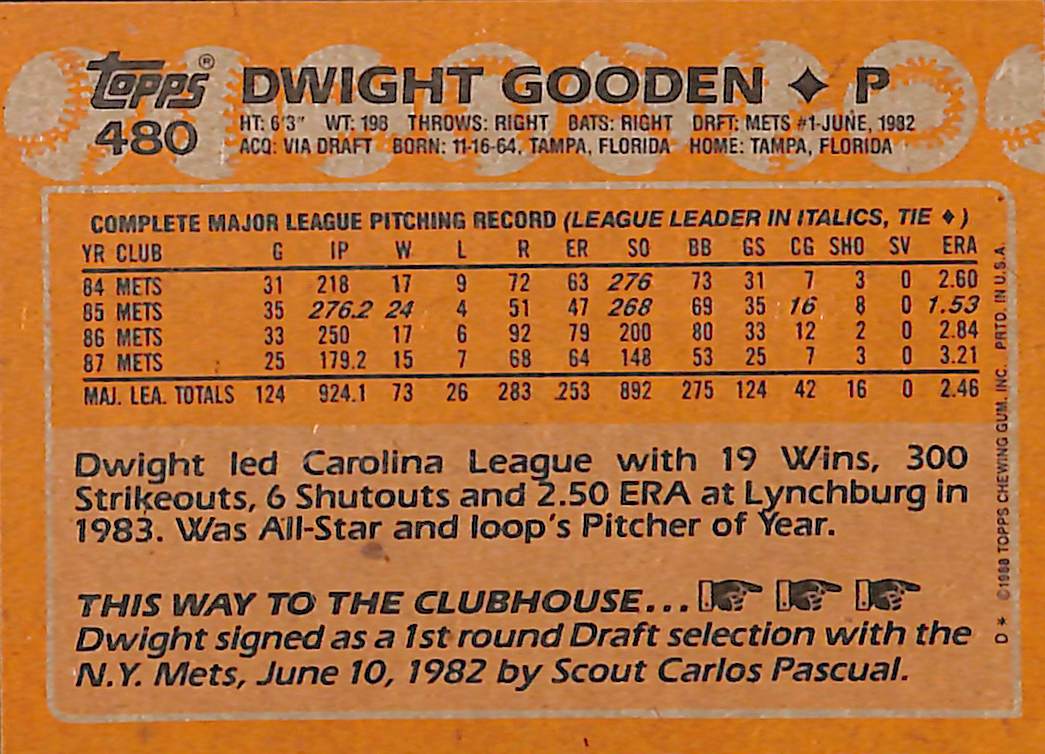 Topps® DWIGHT GOODEN ✦ P
480 HT: 6'3" WT: 198 THROWS: RIGHT BATS: RIGHT DRFT: METS #1-JUNE, 1982
ACQ: VIA DRAFT BORN: 11-16-64, TAMPA, FLORIDA HOME: TAMPA, FLORIDA
COMPLETE MAJOR LEAGUE PITCHING RECORD (LEAGUE LEADER IN ITALICS, TIE ♦)
YR CLUB G IP W L R ER SO BB GS CG SHO SV ERA
84 METS 31 218 17 9 72 63 276 73 31 7 3 0 2.60
85 METS 35 276.2 24 4 51 47 268 69 35 16 8 0 1.53
86 METS 33 250 17 6 92 79 200 80 33 12 2 0 2.84
87 METS 25 179.2 15 7 68 64 148 53 25 7 3 0 3.21
MAJ. LEA. TOTALS 124 924.1 73 26 283 253 892 275 124 42 16 0 2.46
Dwight led Carolina League with 19 Wins, 300
Strikeouts, 6 Shutouts and 2.50 ERA at Lynchburg in
1983. Was All-Star and loop's Pitcher of Year.
THIS WAY TO THE CLUBHOUSE...
Dwight signed as a 1st round Draft selection with the
N.Y. Mets, June 10, 1982 by Scout Carlos Pascual.
D* ©1988 TOPPS CHEWING GUM, INC. PRTD. IN U.S.A.